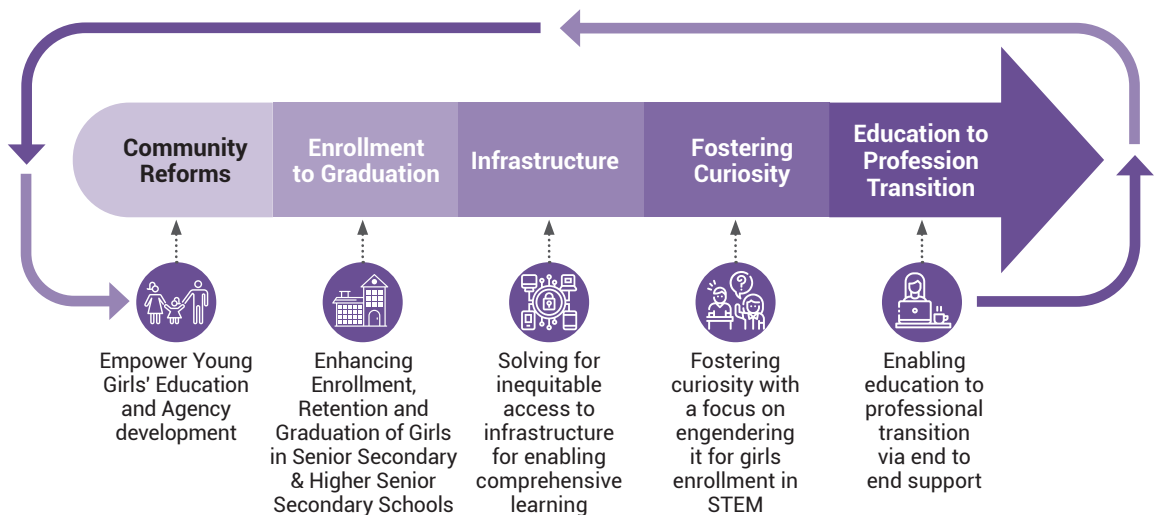 Community
Reforms
Enrollment
to Graduation
Infrastructure
Fostering
Curiosity
Education to
Profession
Transition
Empower Young
Girls' Education
and Agency
development
Enhancing
Enrollment,
Retention and
Graduation of Girls
in Senior Secondary
& Higher Senior
Secondary Schools
Solving for
inequitable
access to
infrastructure
for enabling
comprehensive
learning
?
Fostering
curiosity with
a focus on
engendering
it for girls
enrollment in
STEM
Enabling
education to
professional
transition
via end to
end support